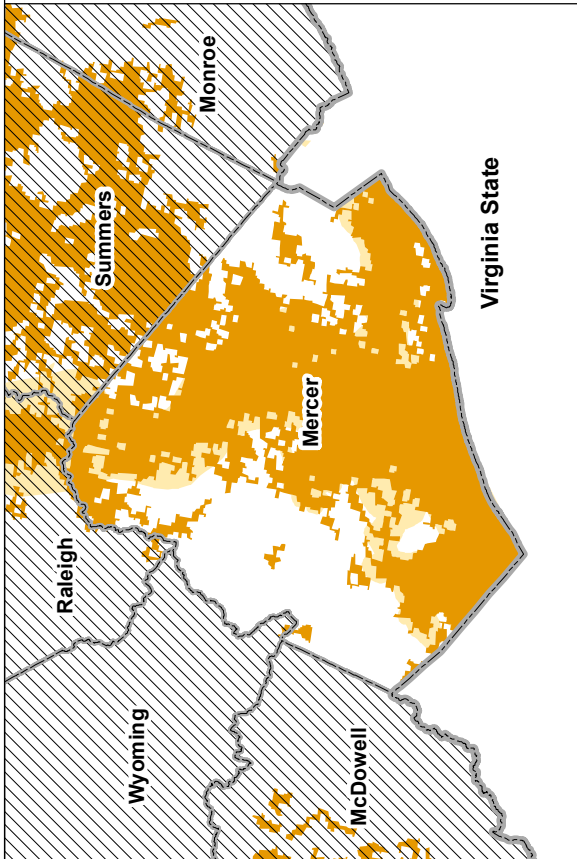 Raleigh
Summers
Monroe
Wyoming
Mercer
McDowell
Virginia State